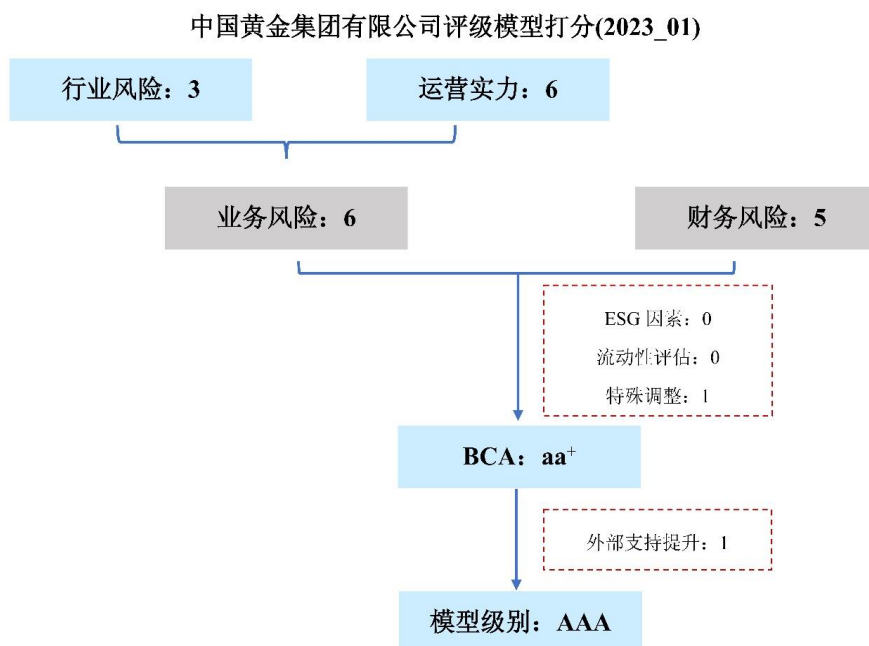 中国黄金集团有限公司评级模型打分(2023_01)
行业风险：3
运营实力：6
业务风险：6
财务风险：5
ESG 因素：0
流动性评估：0
特殊调整：1
BCA：aa⁺
外部支持提升：1
模型级别：AAA